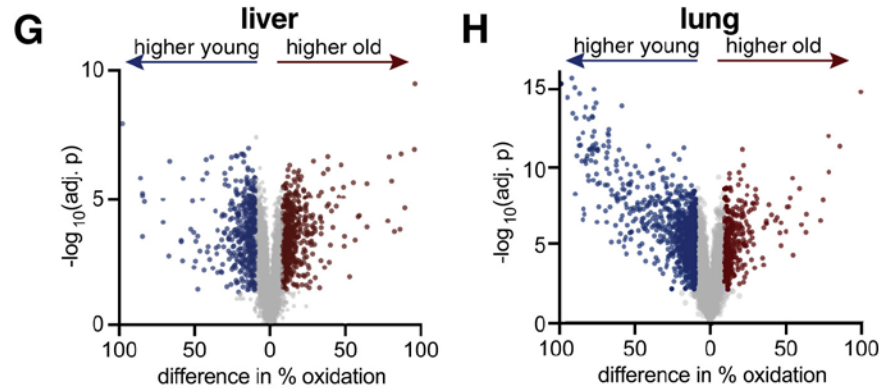 G
liver
higher young
higher old
10
5
0
-log10(adj. p)
100
50
0
50
100
difference in % oxidation
H
lung
higher young
higher old
15
10
5
0
-log10(adj. p)
100
50
0
50
100
difference in % oxidation